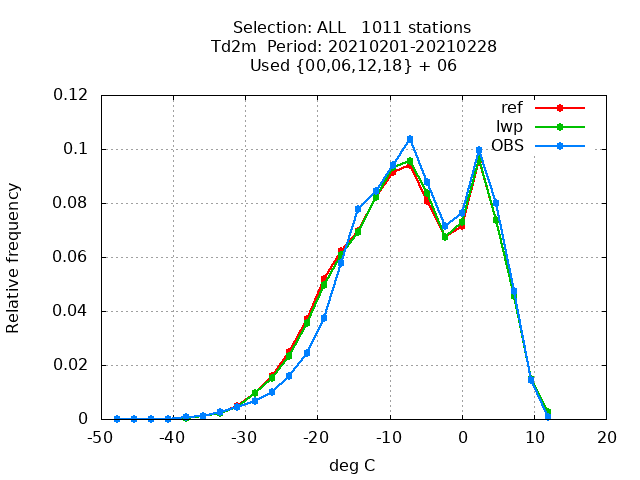 Selection: ALL   1011 stations
Td2m  Period: 20210201-20210228
Used {00,06,12,18} + 06
ref
lwp
OBS
Relative frequency
0.12
0.1
0.08
0.06
0.04
0.02
0
-50 -40 -30 -20 -10 0 10 20
deg C